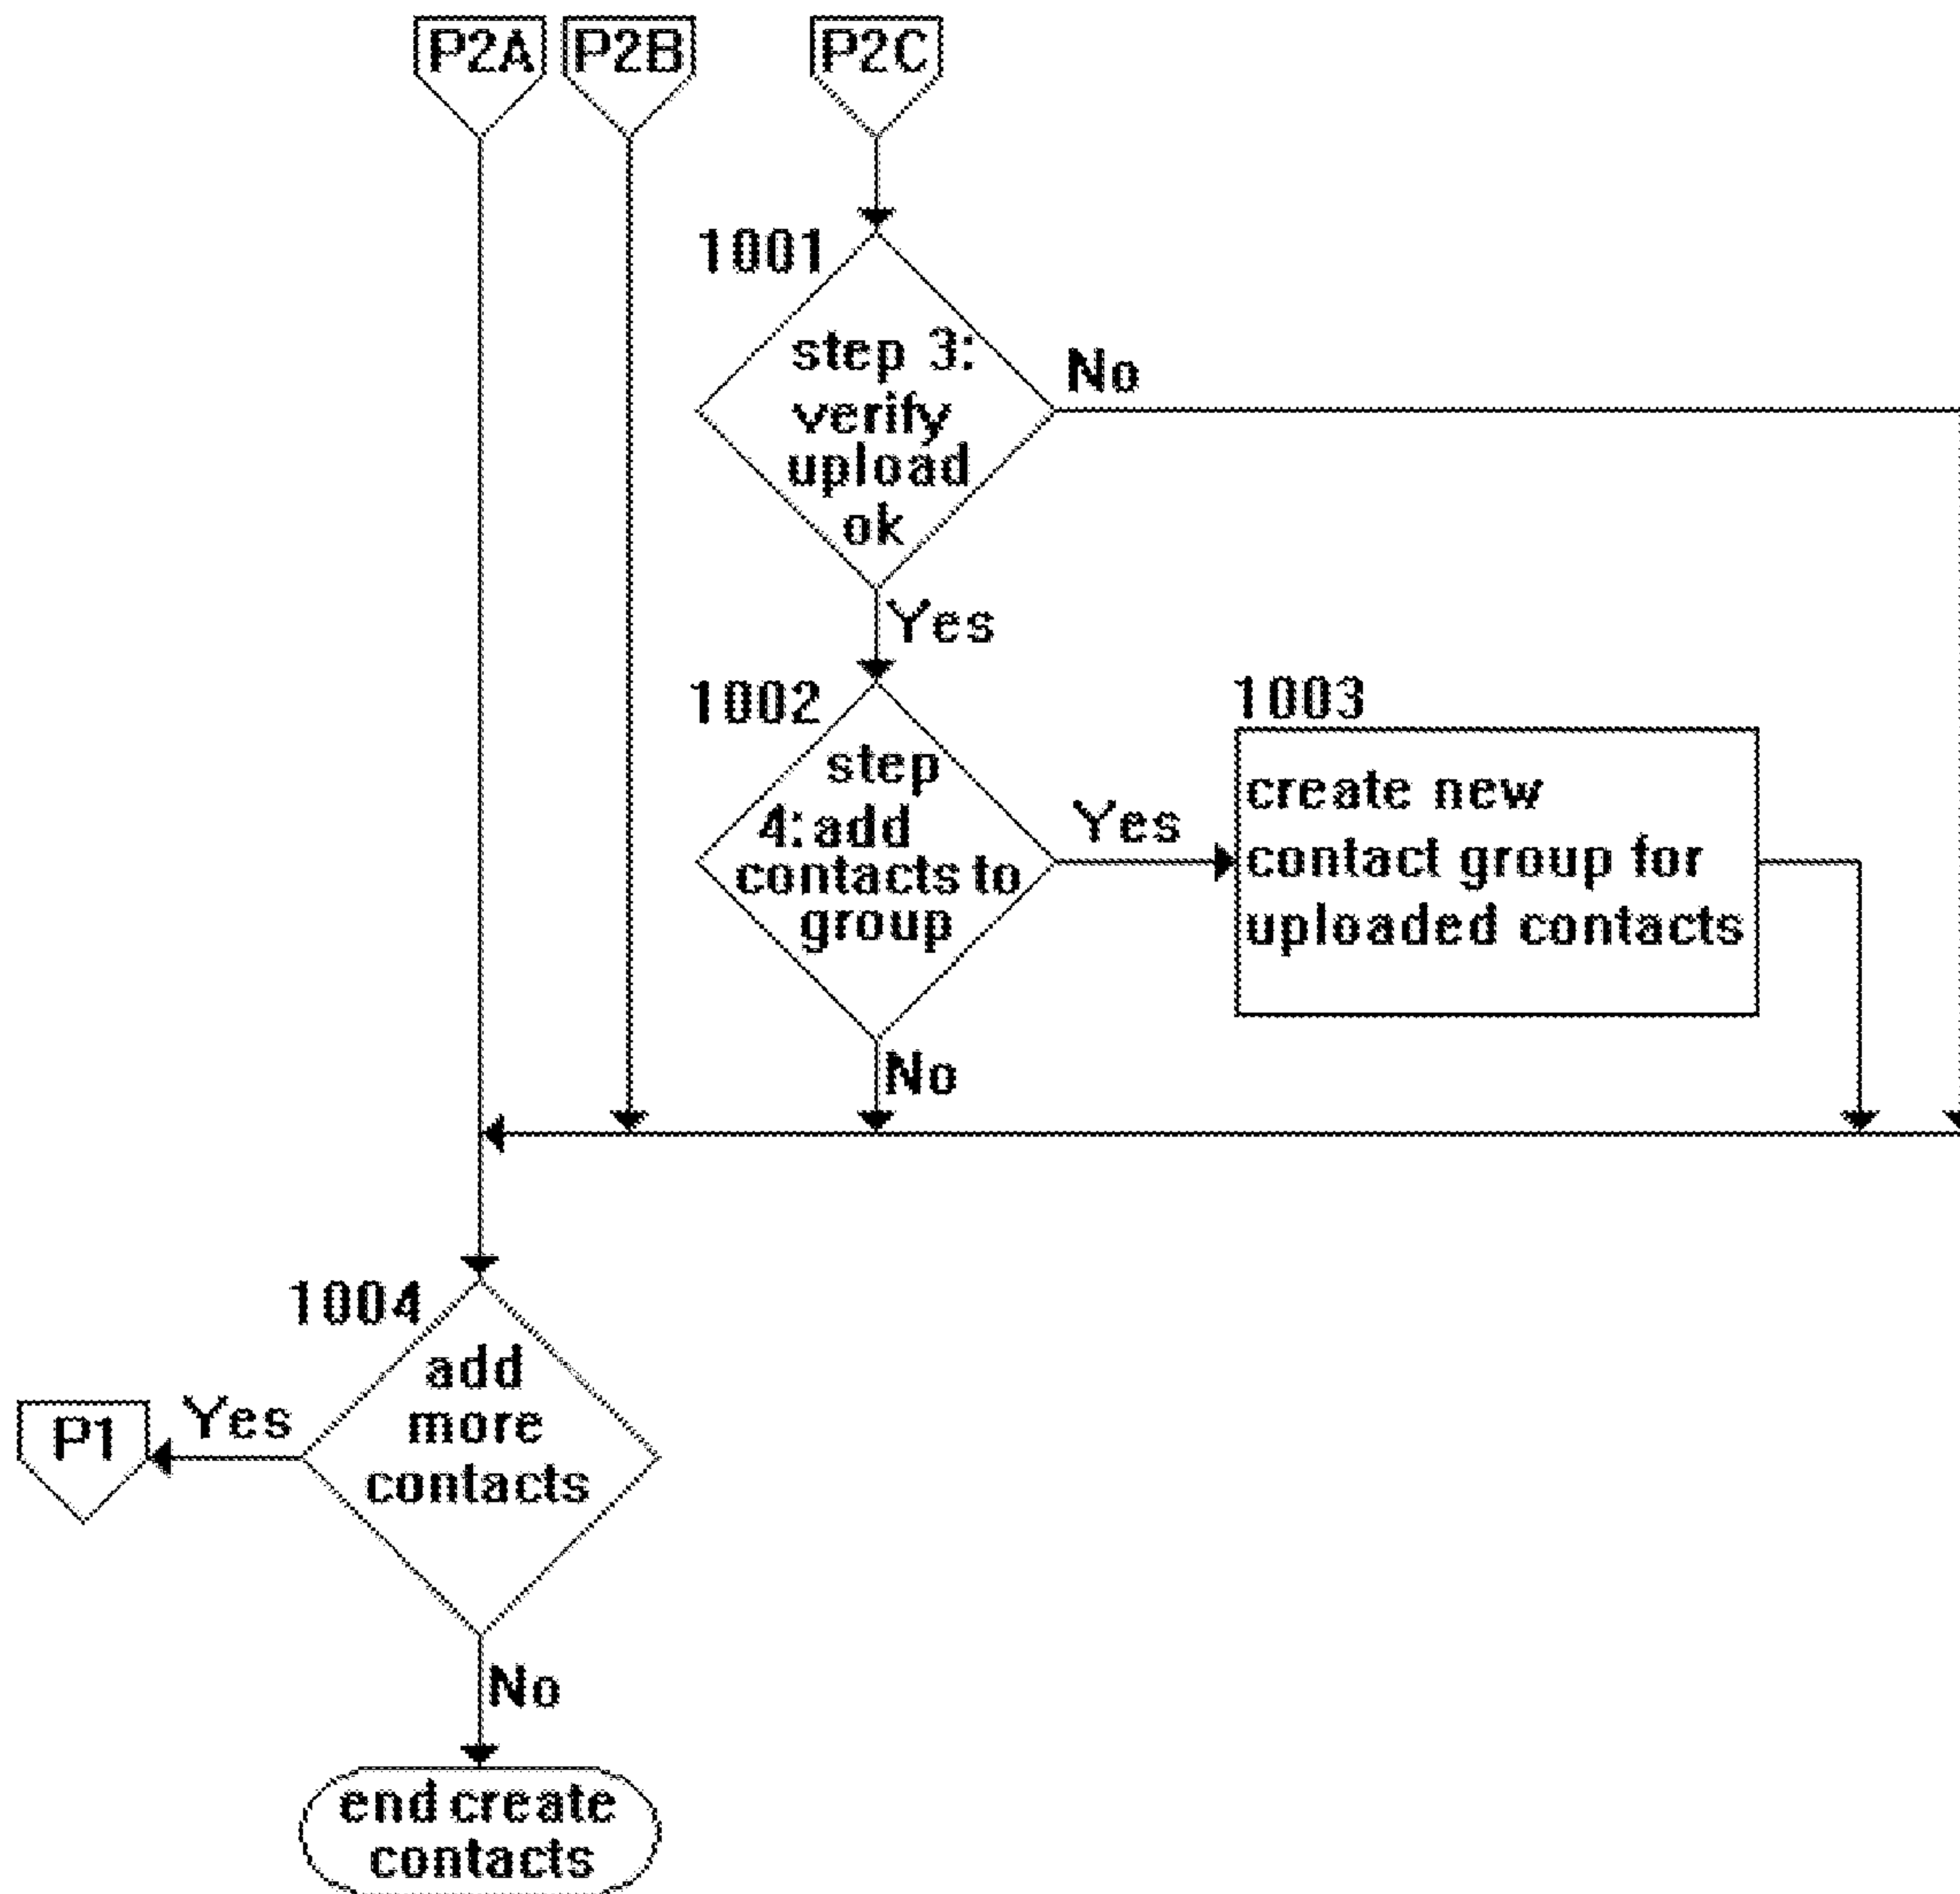 P2A
P2B
P2C
1001
step 3:
verify
upload
ok
No
Yes
1002
step
4: add
contacts to
group
Yes
1003
create new
contact group for
uploaded contacts
No
1004
add
more
contacts
Yes
P1
No
end create
contacts